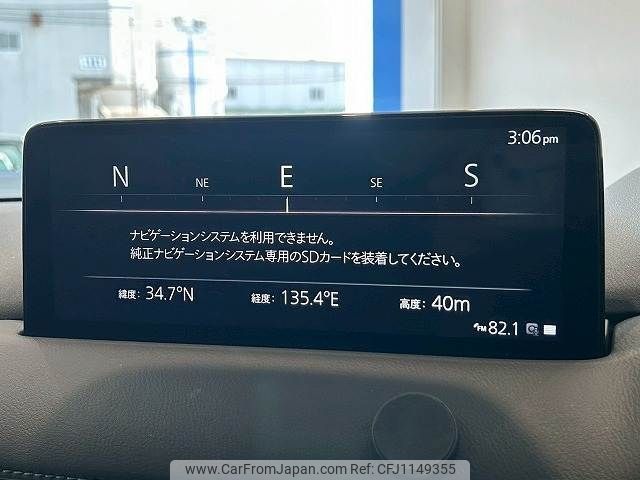 3:06pm
N NE E SE S
ナビゲーションシステムを利用できません。
純正ナビゲーションシステム専用のSDカードを装着してください。
緯度: 34.7°N 経度: 135.4°E 高度: 40m
FM 82.1
www.CarFromJapan.com - CFJ1149355